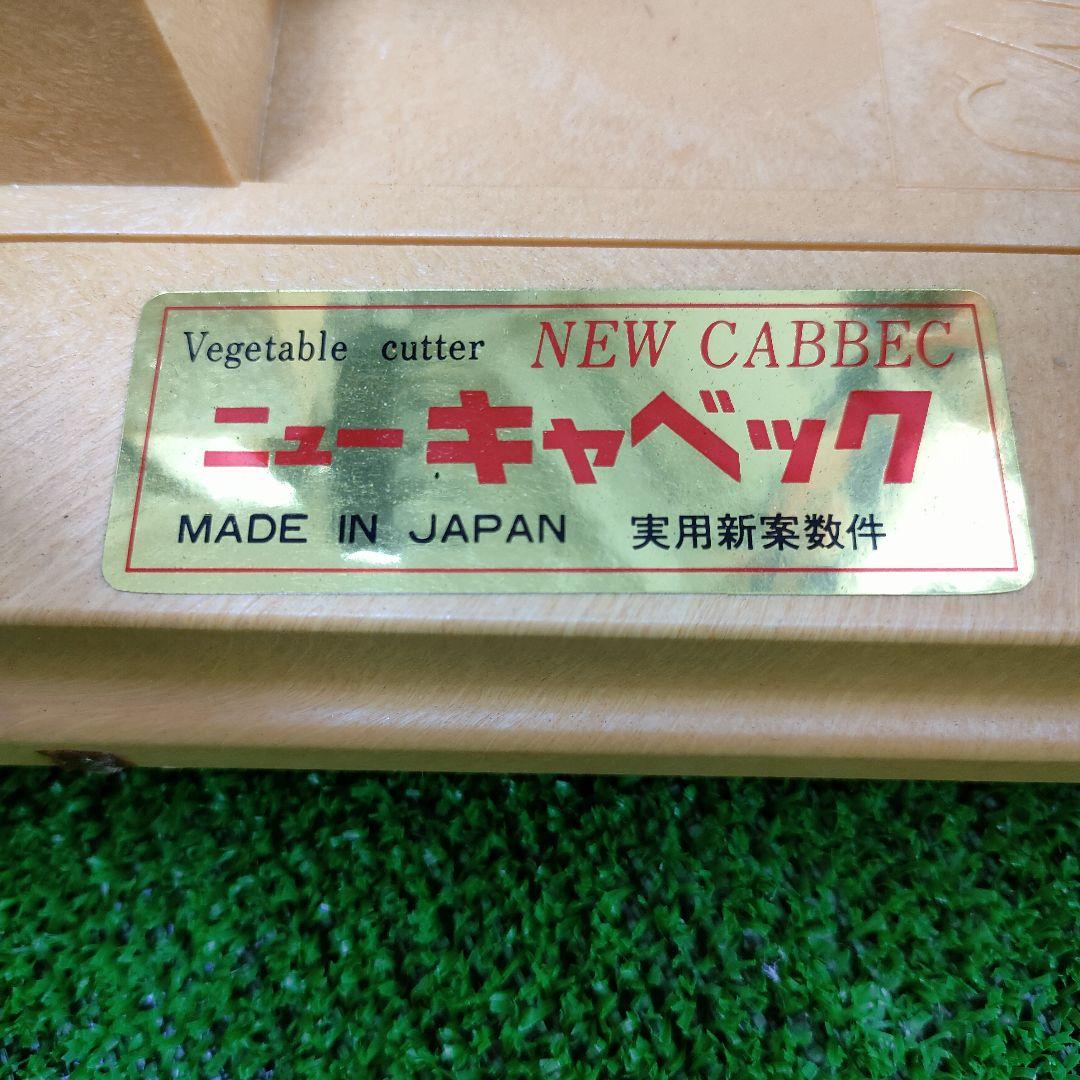 Vegetable cutter NEW CABBEC
ニューキャベック
MADE IN JAPAN 実用新案数件